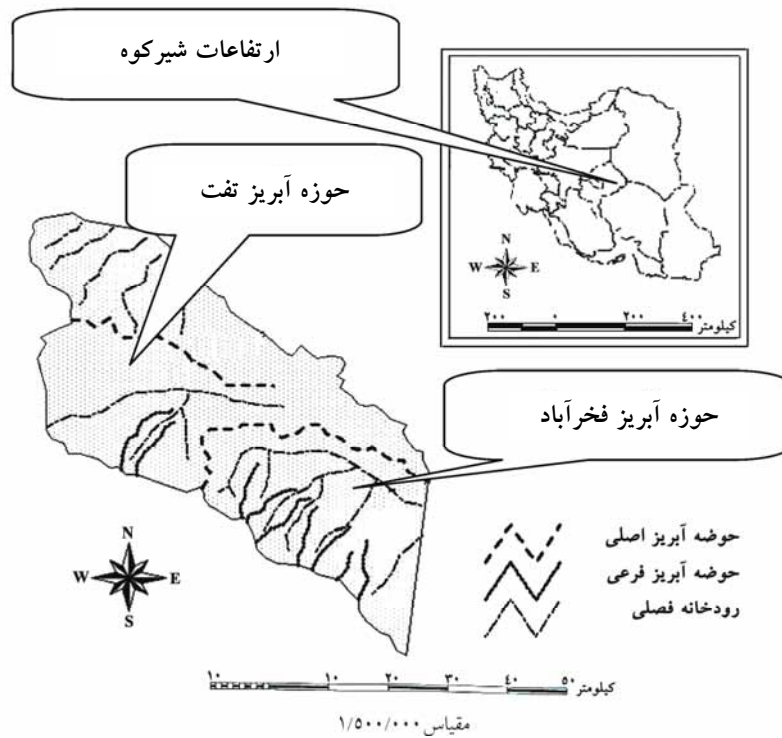 ارتفاعات شیرکوه
حوزه آبریز تفت
N
W E
S
۲۰۰ ۰ ۲۰۰ ۴۰۰
کیلومتر
حوزه آبریز فخرآباد
حوضه آبریز اصلی
حوضه آبریز فرعی
رودخانه فصلی
N
W E
S
۱۰ ۰ ۱۰ ۲۰ ۳۰ ۴۰ ۵۰ کیلومتر
مقیاس ۱/۵۰۰/۰۰۰